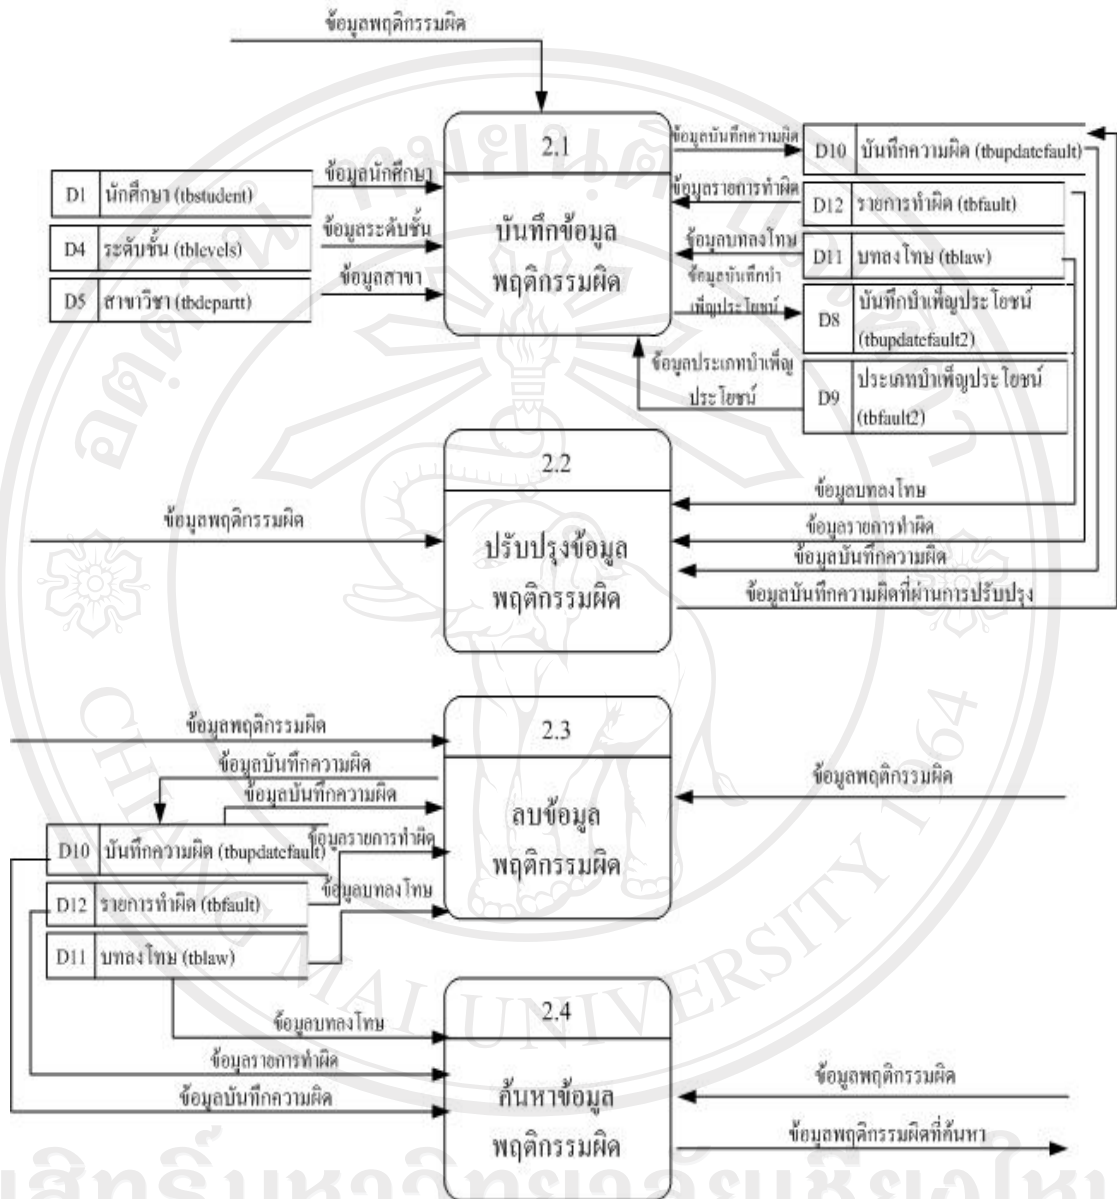 ข้อมูลพฤติกรรมผิด
2.1
บันทึกข้อมูล
พฤติกรรมผิด
D1 นักศึกษา (tbstudent)
ข้อมูลนักศึกษา
D4 ระดับชั้น (tblevels)
ข้อมูลระดับชั้น
D5 สาขาวิชา (tbdepartt)
ข้อมูลสาขา
ข้อมูลบันทึกความผิด
D10 บันทึกความผิด (tbupdatefault)
ข้อมูลรายการทำผิด
D12 รายการทำผิด (tbfault)
ข้อมูลบทลงโทษ
D11 บทลงโทษ (tblaw)
ข้อมูลบันทึกบำ
เพ็ญประโยชน์
D8 บันทึกบำเพ็ญประโยชน์
(tbupdatefault2)
ข้อมูลประเภทบำเพ็ญ
ประโยชน์
D9 ประเภทบำเพ็ญประโยชน์
(tbfault2)
2.2
ปรับปรุงข้อมูล
พฤติกรรมผิด
ข้อมูลพฤติกรรมผิด
ข้อมูลบทลงโทษ
ข้อมูลรายการทำผิด
ข้อมูลบันทึกความผิด
ข้อมูลบันทึกความผิดที่ผ่านการปรับปรุง
2.3
ลบข้อมูล
พฤติกรรมผิด
ข้อมูลพฤติกรรมผิด
ข้อมูลบันทึกความผิด
ข้อมูลบันทึกความผิด
ข้อมูลพฤติกรรมผิด
D10 บันทึกความผิด (tbupdatefault)
ข้อมูลรายการทำผิด
D12 รายการทำผิด (tbfault)
ข้อมูลบทลงโทษ
D11 บทลงโทษ (tblaw)
2.4
ค้นหาข้อมูล
พฤติกรรมผิด
ข้อมูลบทลงโทษ
ข้อมูลรายการทำผิด
ข้อมูลบันทึกความผิด
ข้อมูลพฤติกรรมผิด
ข้อมูลพฤติกรรมผิดที่ค้นหา
CHIANG MAI UNIVERSITY 1964